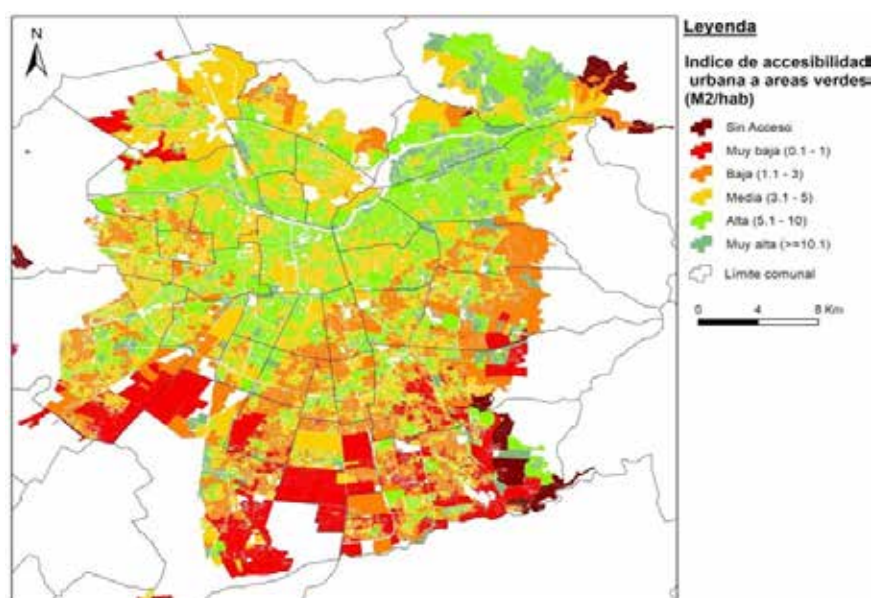 N
Leyenda
Indice de accesibilidad
urbana a areas verdes
(M2/hab)
Sin Acceso
Muy baja (0.1 - 1)
Baja (1.1 - 3)
Media (3.1 - 5)
Alta (5.1 - 10)
Muy alta (>=10.1)
Límite comunal
0 4 8 Km